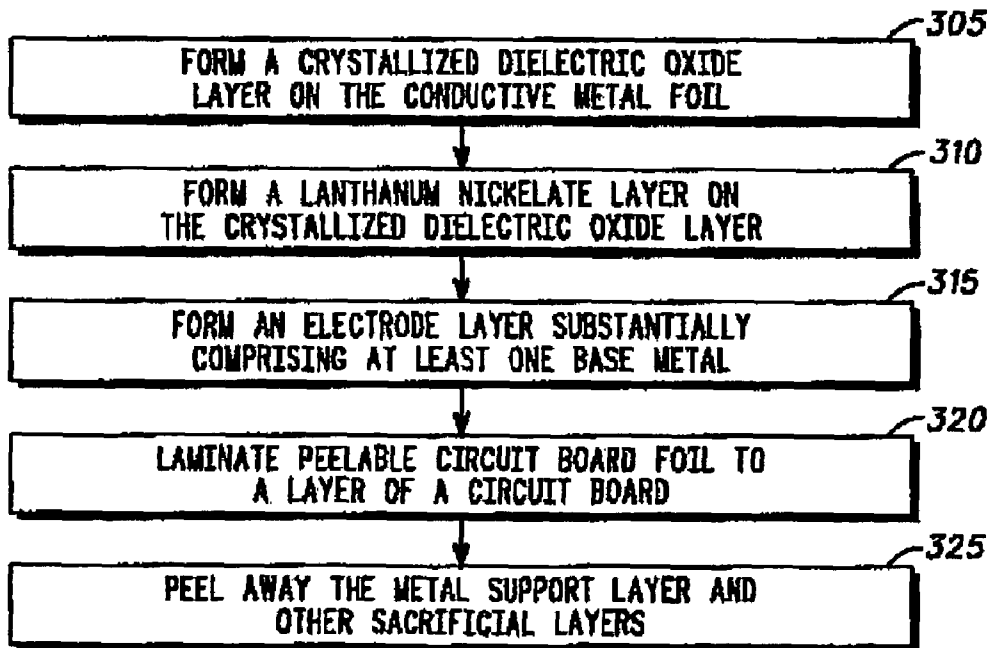 305
FORM A CRYSTALLIZED DIELECTRIC OXIDE
LAYER ON THE CONDUCTIVE METAL FOIL
310
FORM A LANTHANUM NICKELATE LAYER ON
THE CRYSTALLIZED DIELECTRIC OXIDE LAYER
315
FORM AN ELECTRODE LAYER SUBSTANTIALLY
COMPRISING AT LEAST ONE BASE METAL
320
LAMINATE PEELABLE CIRCUIT BOARD FOIL TO
A LAYER OF A CIRCUIT BOARD
325
PEEL AWAY THE METAL SUPPORT LAYER AND
OTHER SACRIFICIAL LAYERS